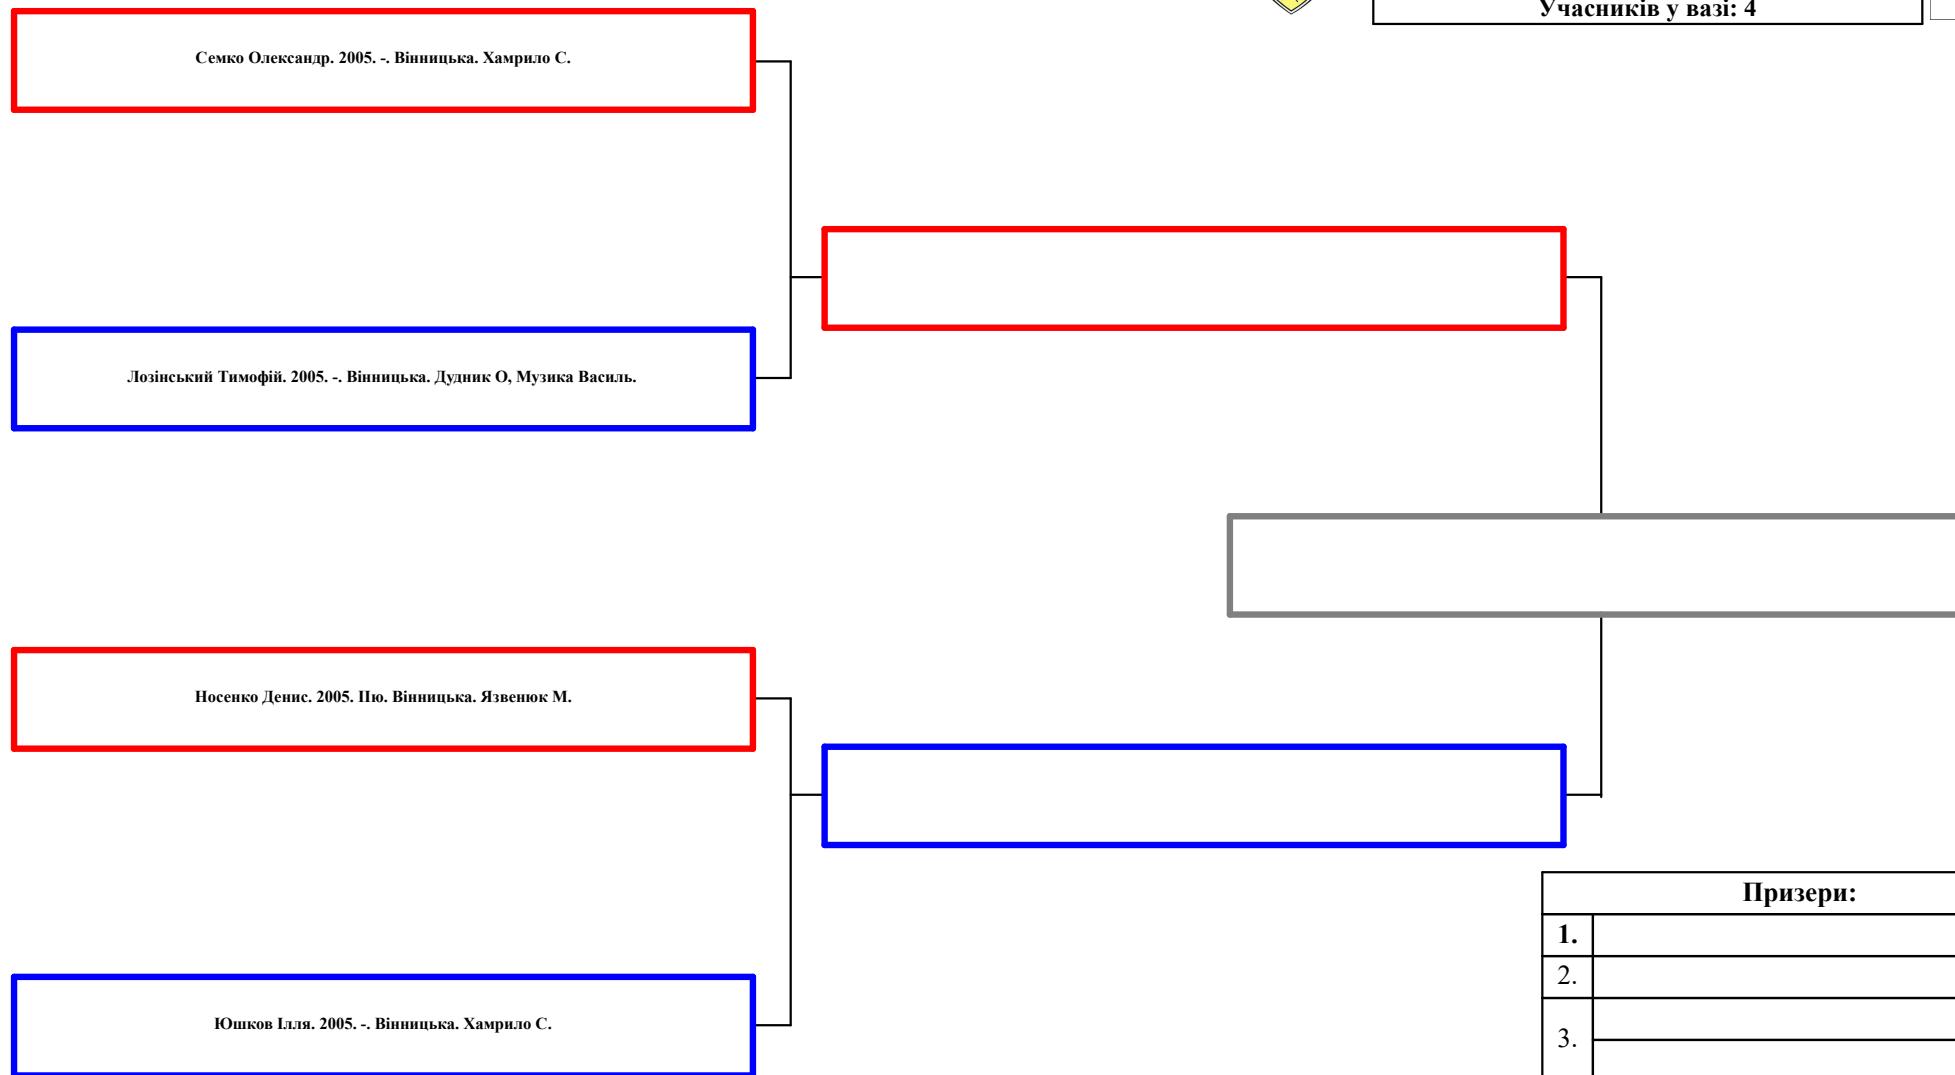 Учасників у вазі: 4
Семко Олександр. 2005. -. Вінницька. Хамрило С.
Лозінський Тимофій. 2005. -. Вінницька. Дудник О, Музика Василь.
Носенко Денис. 2005. ІІю. Вінницька. Язвенюк М.
Юшков Ілля. 2005. -. Вінницька. Хамрило С.
Призери:
1.
2.
3.